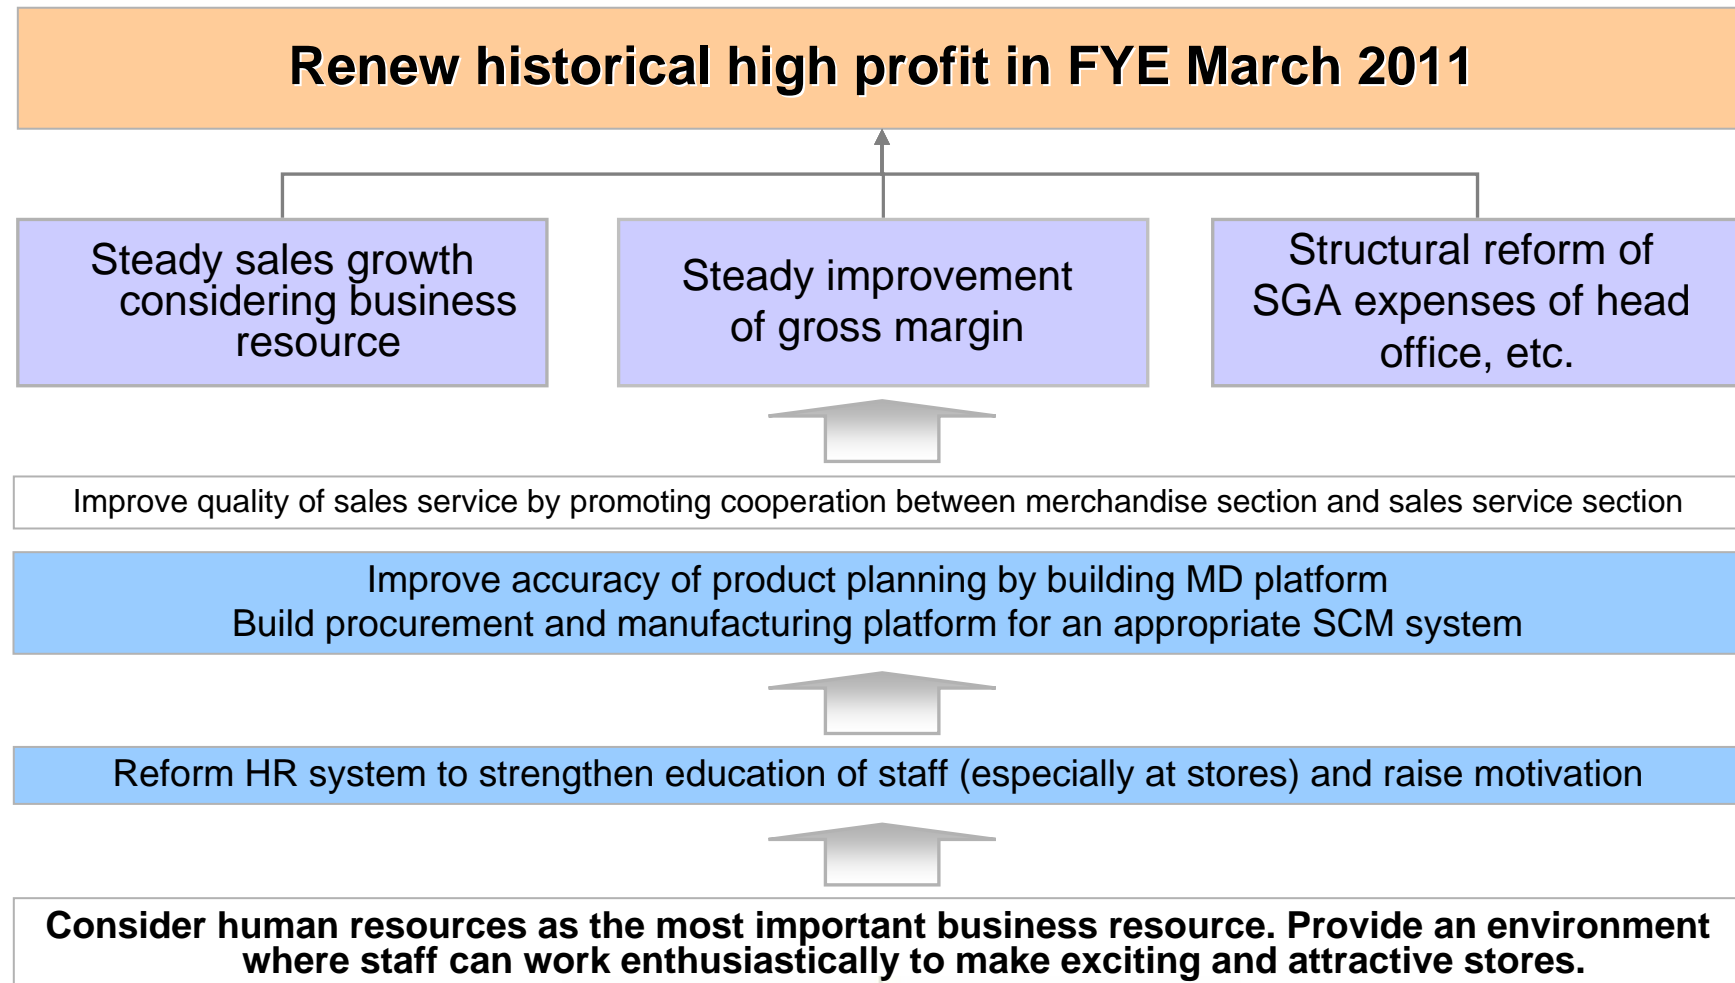 Renew historical high profit in FYE March 2011
Steady sales growth
considering business
resource
Steady improvement
of gross margin
Structural reform of
SGA expenses of head
office, etc.
Improve quality of sales service by promoting cooperation between merchandise section and sales service section
Improve accuracy of product planning by building MD platform
Build procurement and manufacturing platform for an appropriate SCM system
Reform HR system to strengthen education of staff (especially at stores) and raise motivation
Consider human resources as the most important business resource. Provide an environment
where staff can work enthusiastically to make exciting and attractive stores.